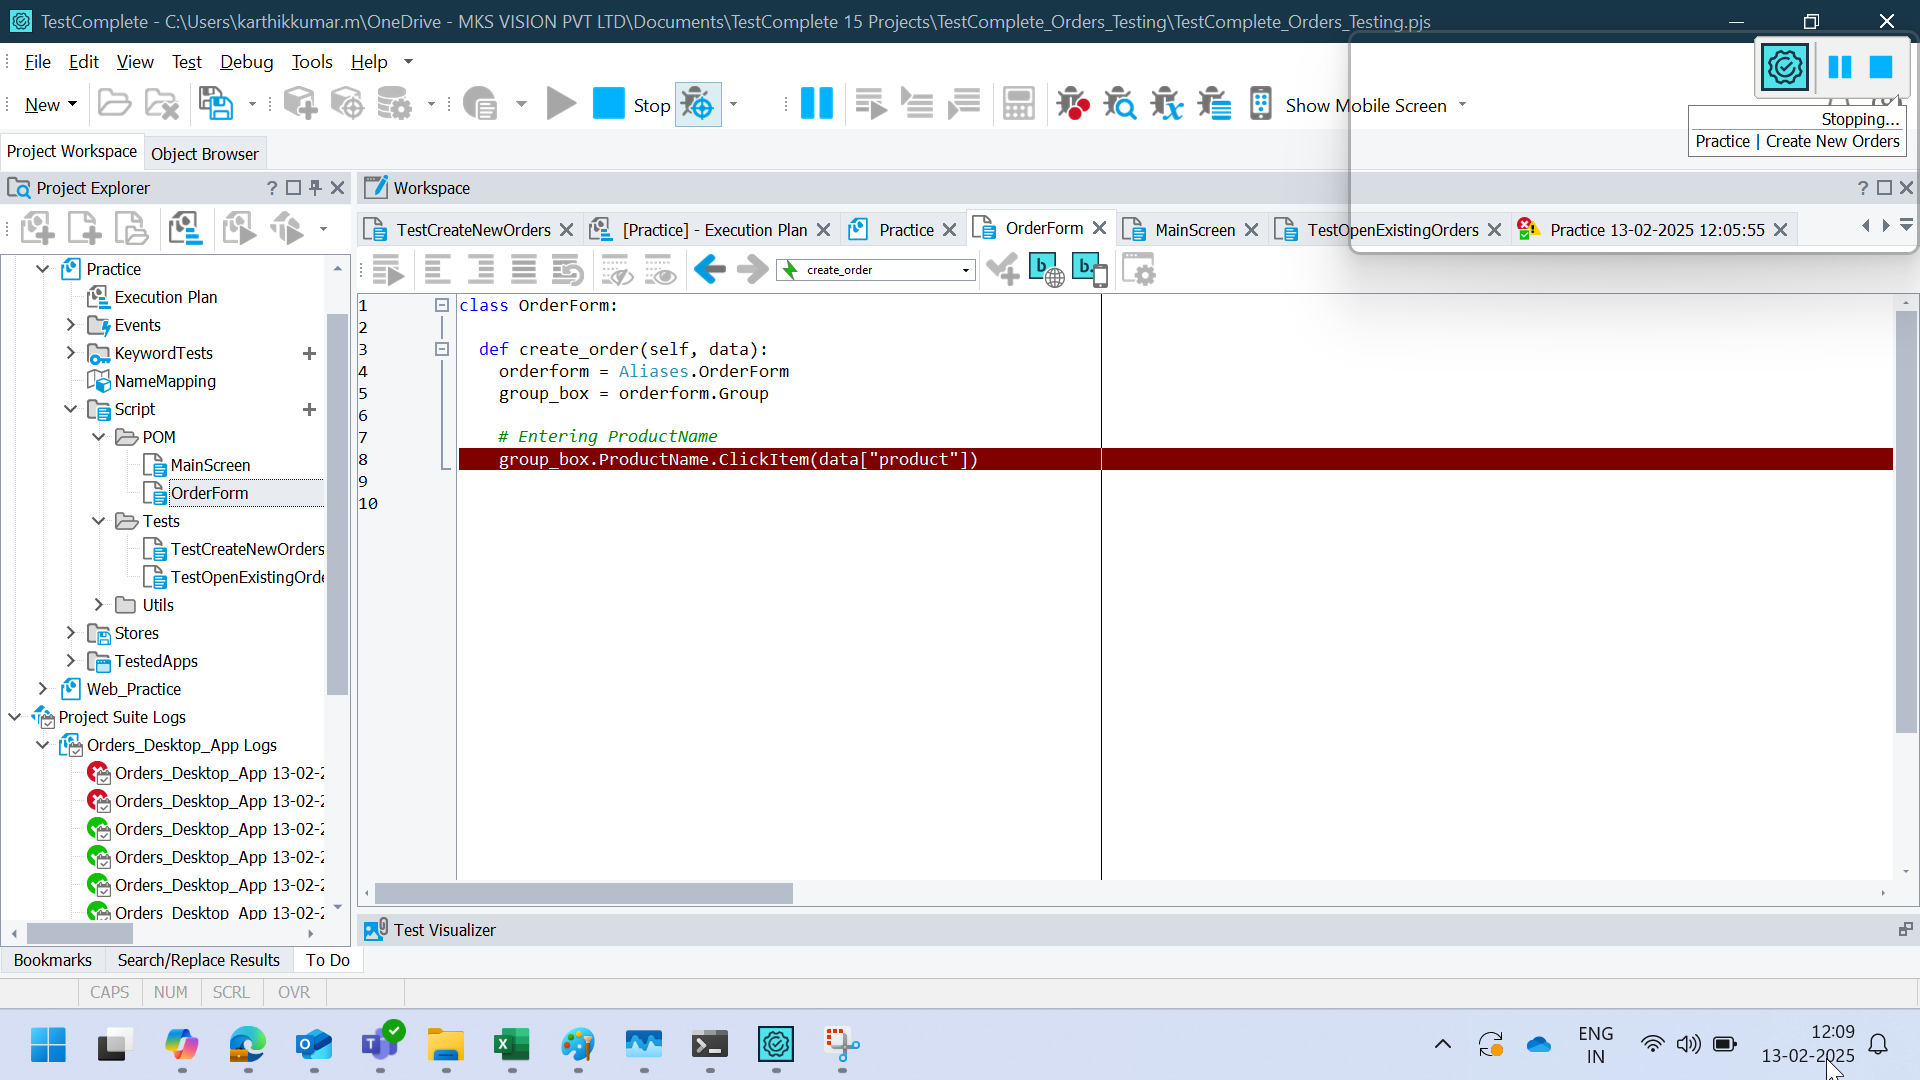 TestComplete - C:\Users\karthikkumar.m\OneDrive - MKS VISION PVT LTD\Documents\TestComplete 15 Projects\TestComplete_Orders_Testing\TestComplete_Orders_Testing.pjs
File Edit View Test Debug Tools Help
New Stop Show Mobile Screen
Stopping...
Practice | Create New Orders
Project Workspace Object Browser
Project Explorer ?
Workspace ?
TestCreateNewOrders [Practice] - Execution Plan Practice OrderForm MainScreen TestOpenExistingOrders Practice 13-02-2025 12:05:55
create_order
Practice
Execution Plan
Events
KeywordTests
NameMapping
Script
POM
MainScreen
OrderForm
Tests
TestCreateNewOrders
TestOpenExistingOrde
Utils
Stores
TestedApps
Web_Practice
Project Suite Logs
Orders_Desktop_App Logs
Orders_Desktop_App 13-02-2
Orders_Desktop_App 13-02-2
Orders_Desktop_App 13-02-2
Orders_Desktop_App 13-02-2
Orders_Desktop_App 13-02-2
Orders_Desktop_App 13-02-2
1 class OrderForm:
2
3 def create_order(self, data):
4 orderform = Aliases.OrderForm
5 group_box = orderform.Group
6
7 # Entering ProductName
8 group_box.ProductName.ClickItem(data["product"])
9
10
Test Visualizer
Bookmarks Search/Replace Results To Do
CAPS NUM SCRL OVR
ENG
IN
12:09
13-02-2025